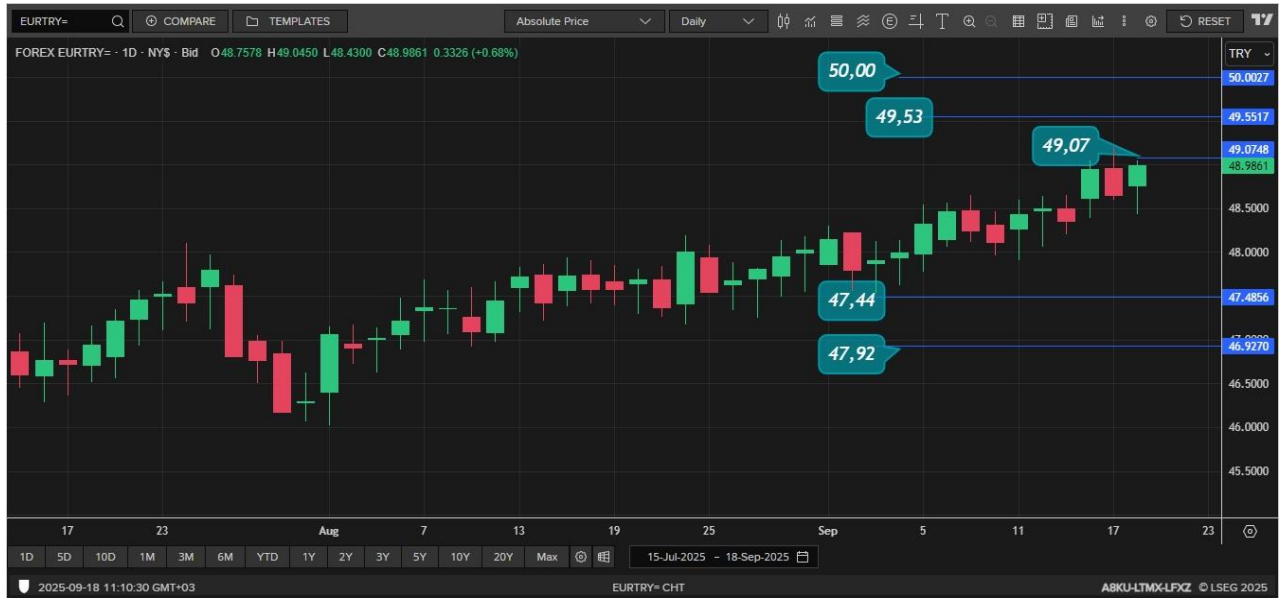 EURTRY= COMPARE TEMPLATES Absolute Price Daily RESET
FOREX EURTRY= · 1D · NY$ · Bid O48.7578 H49.0450 L48.4300 C48.9861 0.3326 (+0.68%)
TRY
50,00
50.0027
49,53
49.5517
49,07
49.0748
48.9861
48.5000
48.0000
47,44
47.4856
47,92
46.9270
46.5000
46.0000
45.5000
17 23 Aug 7 13 19 25 Sep 5 11 17 23
1D 5D 10D 1M 3M 6M YTD 1Y 2Y 3Y 5Y 10Y 20Y Max 15-Jul-2025 - 18-Sep-2025
2025-09-18 11:10:30 GMT+03 EURTRY= CHT A8KU-LTMX-LFXZ © LSEG 2025